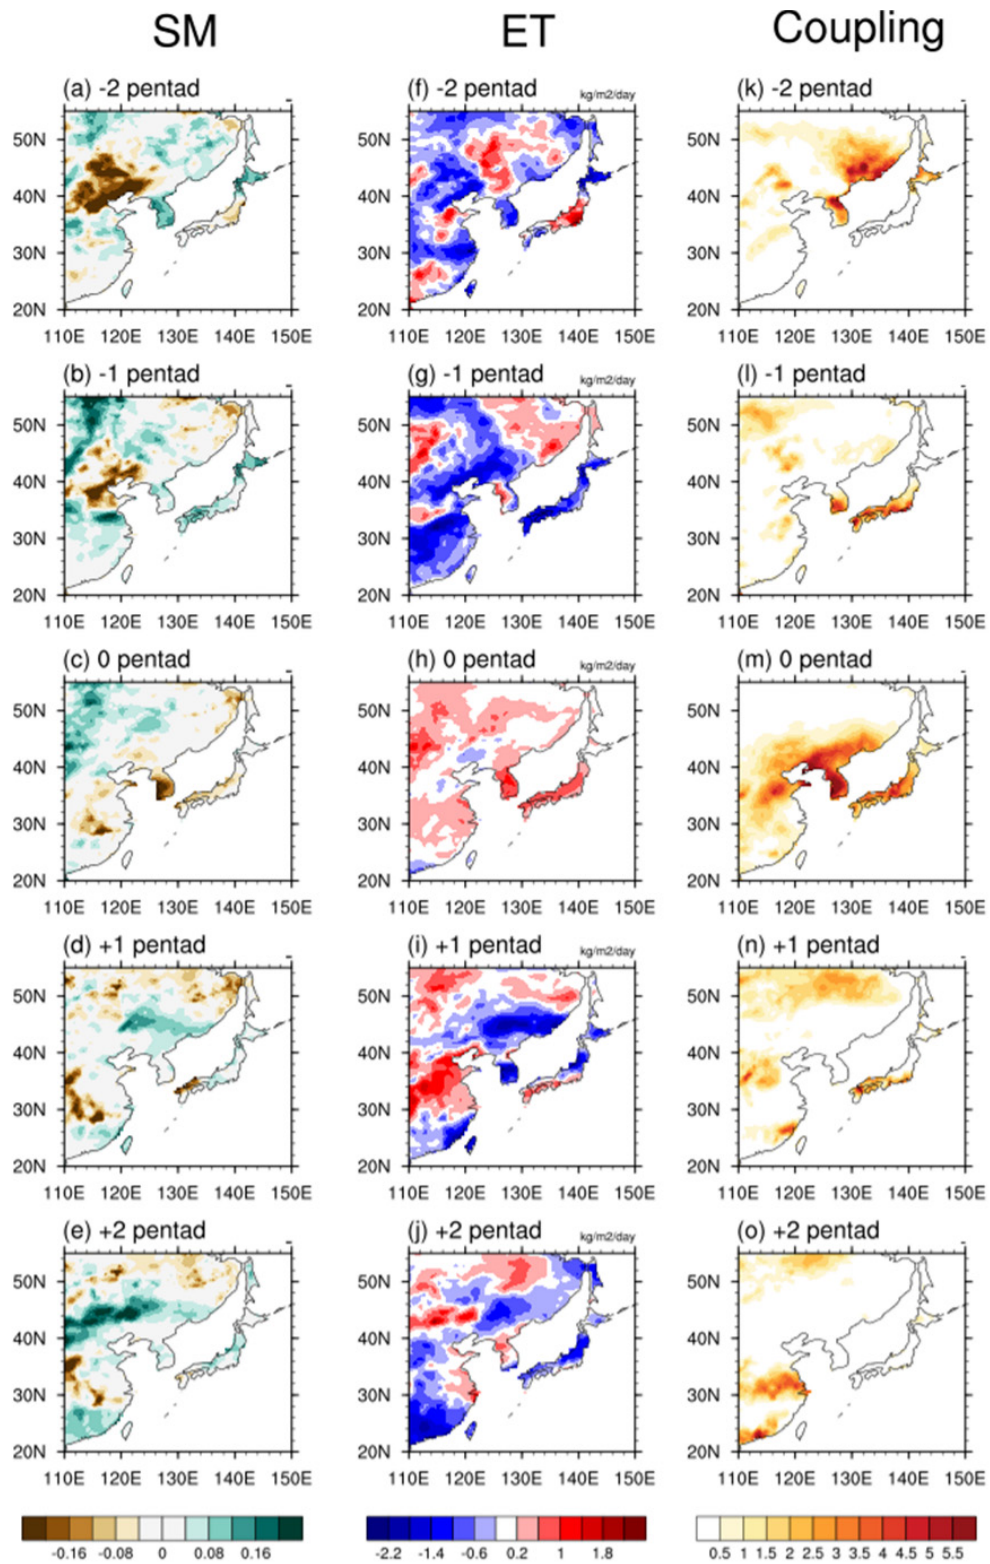 SM ET Coupling
(a) -2 pentad (f) -2 pentad kg/m2/day (k) -2 pentad
50N 50N 50N
40N 40N 40N
30N 30N 30N
20N 20N 20N
110E 120E 130E 140E 150E 110E 120E 130E 140E 150E 110E 120E 130E 140E 150E
(b) -1 pentad (g) -1 pentad kg/m2/day (l) -1 pentad
50N 50N 50N
40N 40N 40N
30N 30N 30N
20N 20N 20N
110E 120E 130E 140E 150E 110E 120E 130E 140E 150E 110E 120E 130E 140E 150E
(c) 0 pentad (h) 0 pentad kg/m2/day (m) 0 pentad
50N 50N 50N
40N 40N 40N
30N 30N 30N
20N 20N 20N
110E 120E 130E 140E 150E 110E 120E 130E 140E 150E 110E 120E 130E 140E 150E
(d) +1 pentad (i) +1 pentad kg/m2/day (n) +1 pentad
50N 50N 50N
40N 40N 40N
30N 30N 30N
20N 20N 20N
110E 120E 130E 140E 150E 110E 120E 130E 140E 150E 110E 120E 130E 140E 150E
(e) +2 pentad (j) +2 pentad kg/m2/day (o) +2 pentad
50N 50N 50N
40N 40N 40N
30N 30N 30N
20N 20N 20N
110E 120E 130E 140E 150E 110E 120E 130E 140E 150E 110E 120E 130E 140E 150E
-0.16 -0.08 0 0.08 0.16 -2.2 -1.4 -0.6 0.2 1 1.8 0.5 1 1.5 2 2.5 3 3.5 4 4.5 5 5.5